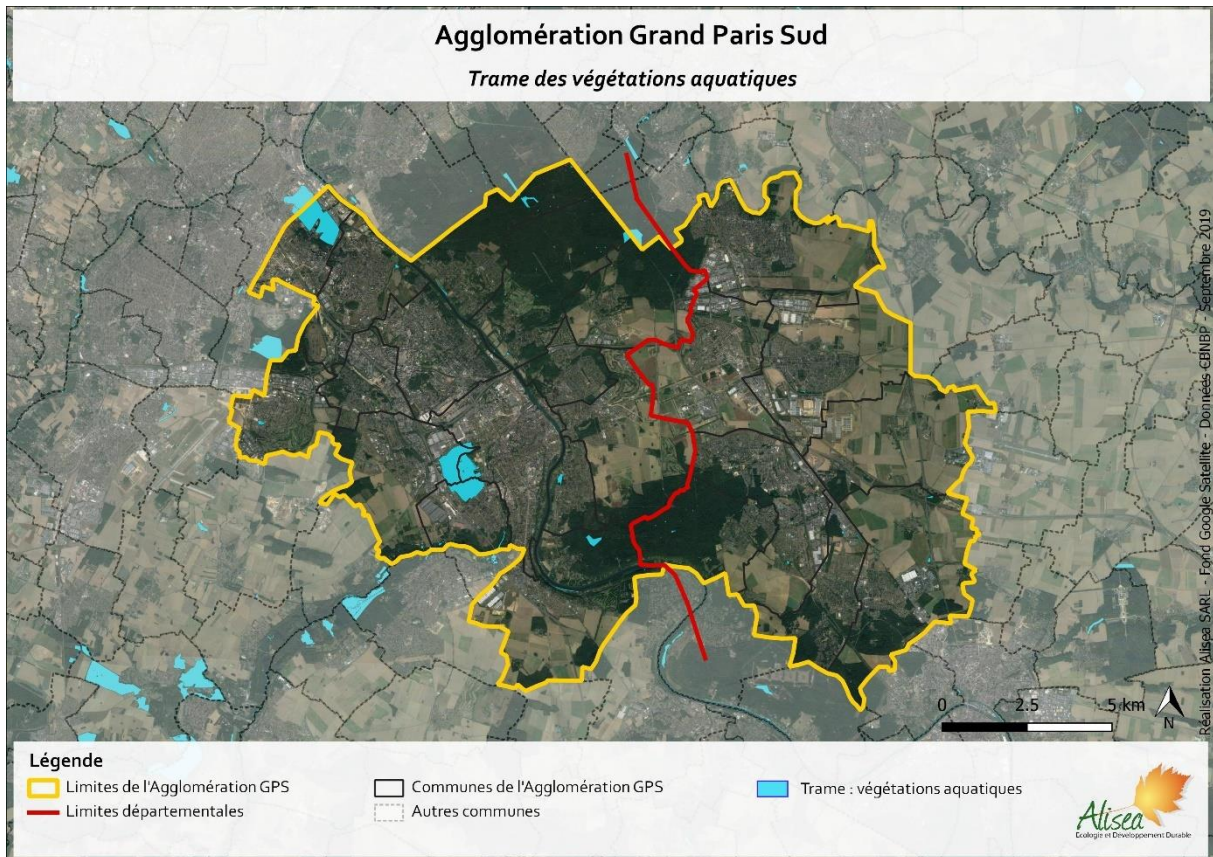 Agglomération Grand Paris Sud
Trame des végétations aquatiques
Réalisation Alisea SARL - Fond Google Satellite - Données CBNBP - Septembre 2019
0 2.5 5 km
N
Légende
Limites de l'Agglomération GPS
Communes de l'Agglomération GPS
Trame : végétations aquatiques
Limites départementales
Autres communes
Alisea
Ecologie et Développement Durable